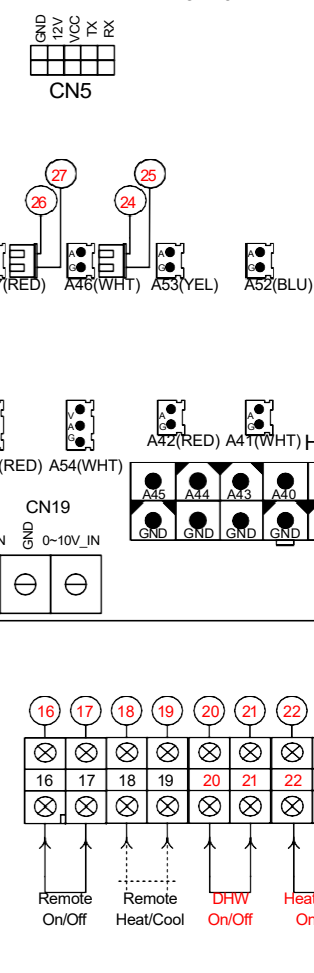 GND 12V VCC TX RX
CN5
27 25
26 24
A G A G A G
(RED) A46(WHT) A53(YEL) A52(BLU)
V A G A G A G
(RED) A54(WHT) A42(RED) A41(WHT) H
A45 A44 A43 A40
GND GND GND GND
CN19
GND 0~10V_IN
16 17 18 19 20 21 22
16 17 18 19 20 21 22
Remote Remote DHW Heat
On/Off Heat/Cool On/Off On